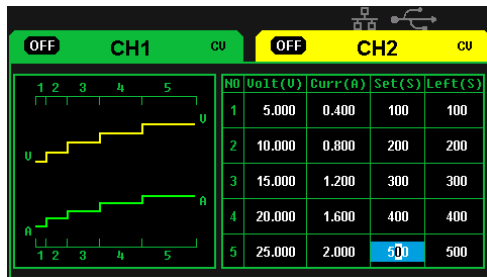 OFF CH1 CV OFF CH2 CV
1 2 3 4 5
V
V
A
A
1 2 3 4 5
NO Volt(V) Curr(A) Set(S) Left(S)
1 5.000 0.400 100 100
2 10.000 0.800 200 200
3 15.000 1.200 300 300
4 20.000 1.600 400 400
5 25.000 2.000 500 500